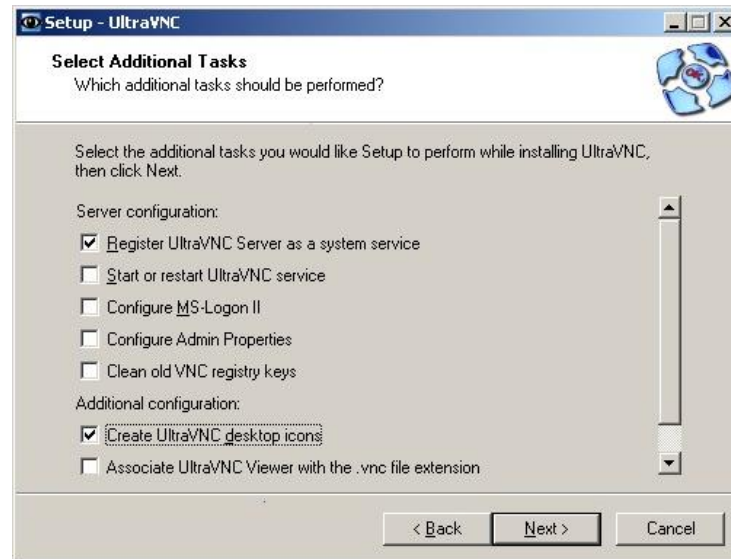 Setup - UltraVNC
Select Additional Tasks
Which additional tasks should be performed?
OK
Select the additional tasks you would like Setup to perform while installing UltraVNC,
then click Next.
Server configuration:
Register UltraVNC Server as a system service
Start or restart UltraVNC service
Configure MS-Logon II
Configure Admin Properties
Clean old VNC registry keys
Additional configuration:
Create UltraVNC desktop icons
Associate UltraVNC Viewer with the .vnc file extension
< Back Next > Cancel